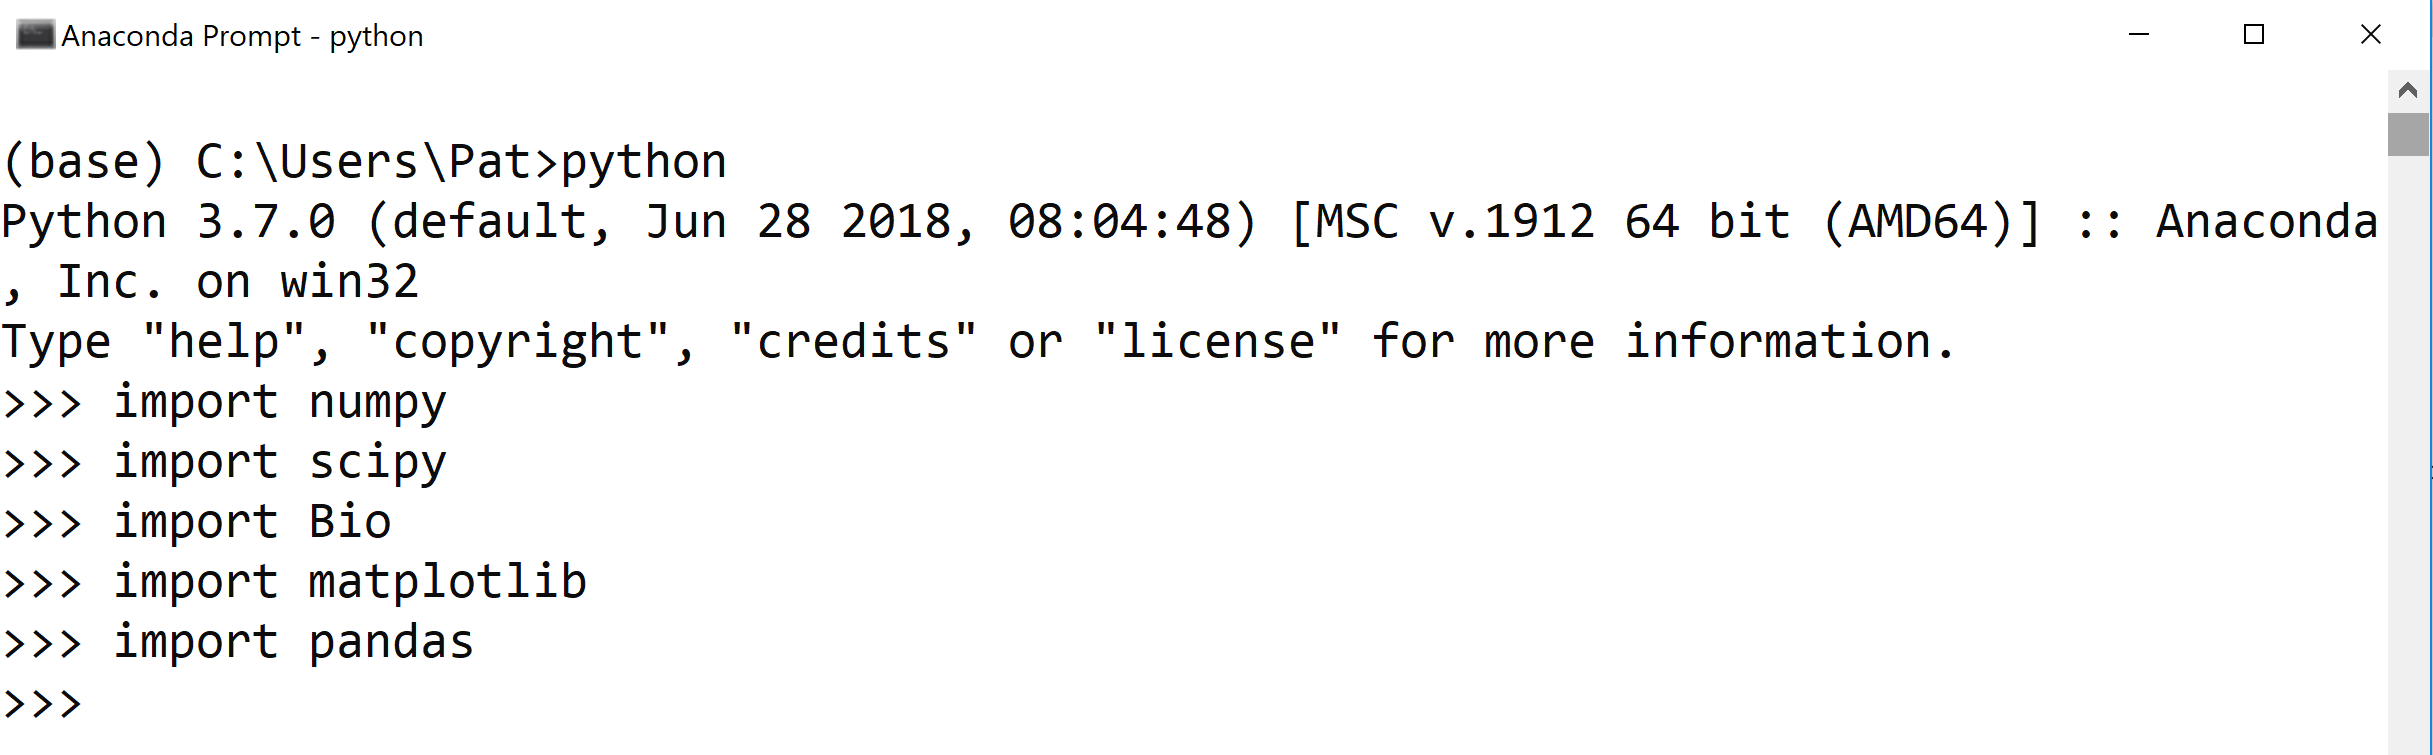 Anaconda Prompt - python
(base) C:\Users\Pat>python
Python 3.7.0 (default, Jun 28 2018, 08:04:48) [MSC v.1912 64 bit (AMD64)] :: Anaconda
, Inc. on win32
Type "help", "copyright", "credits" or "license" for more information.
>>> import numpy
>>> import scipy
>>> import Bio
>>> import matplotlib
>>> import pandas
>>>